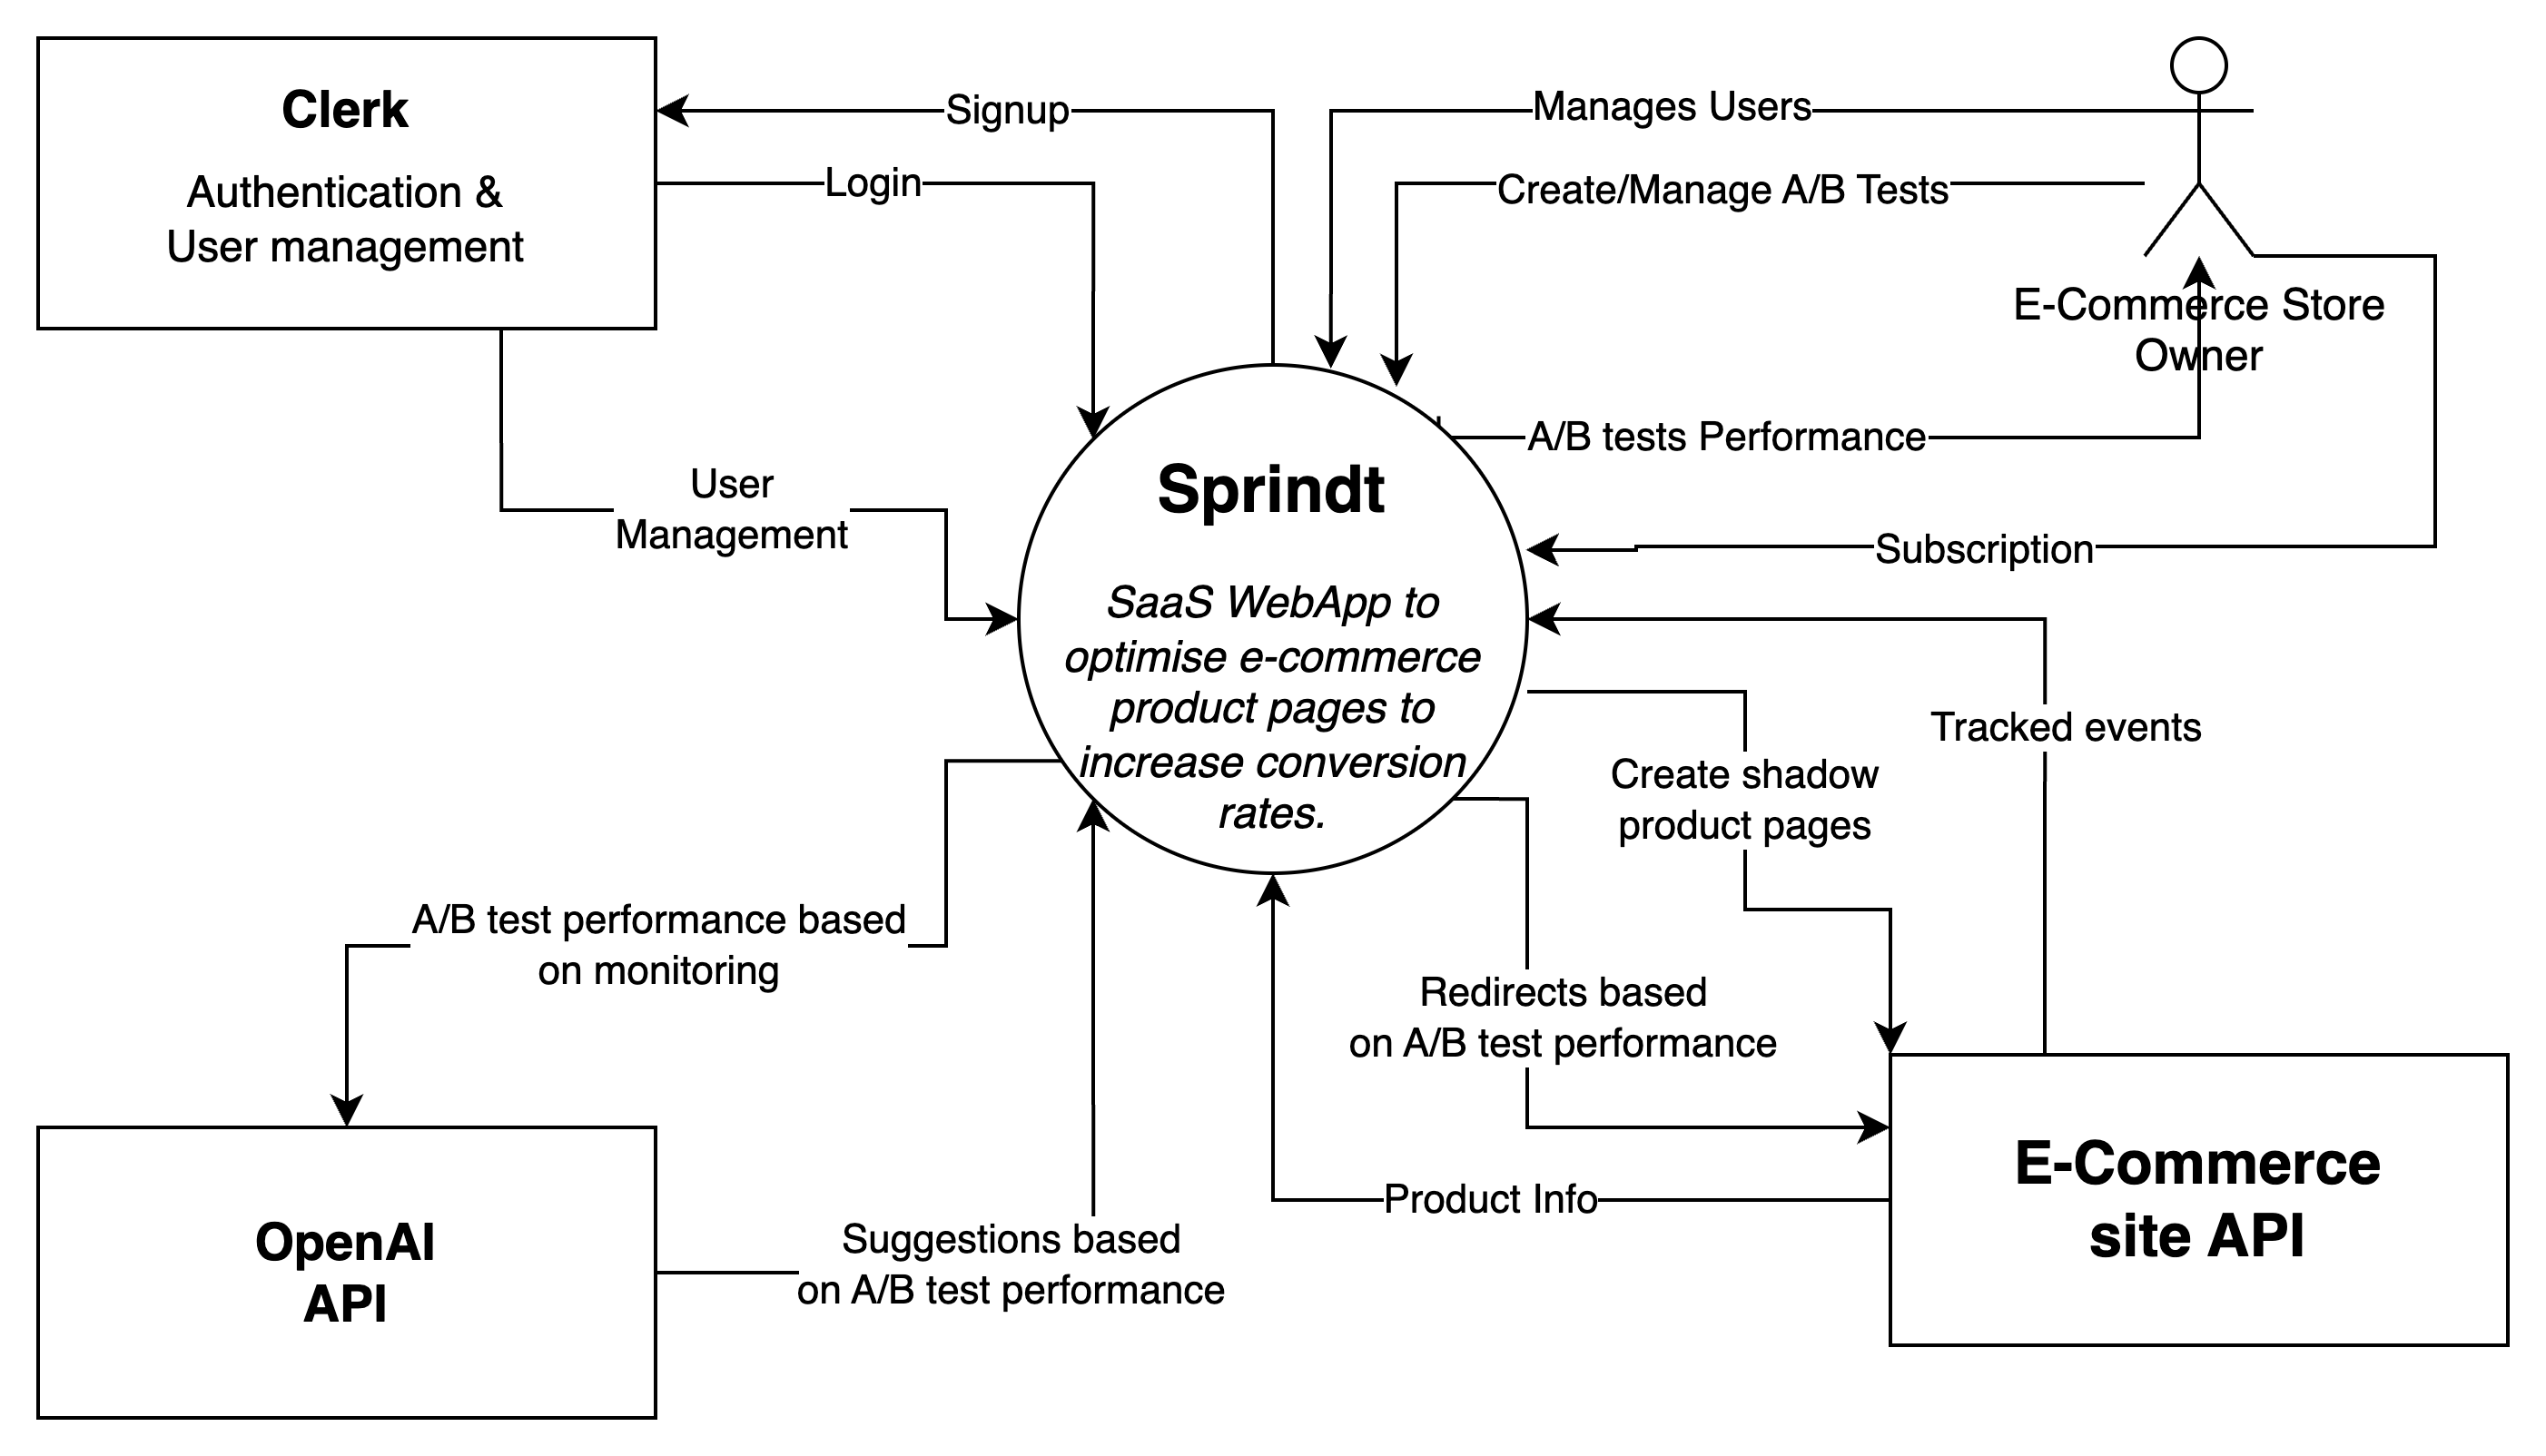 Clerk
Authentication &
User management
Signup
Login
Manages Users
Create/Manage A/B Tests
E-Commerce Store
Owner
A/B tests Performance
User
Management
Sprindt
SaaS WebApp to
optimise e-commerce
product pages to
increase conversion
rates.
Subscription
Tracked events
Create shadow
product pages
A/B test performance based
on monitoring
Redirects based
on A/B test performance
Product Info
E-Commerce
site API
OpenAI
API
Suggestions based
on A/B test performance